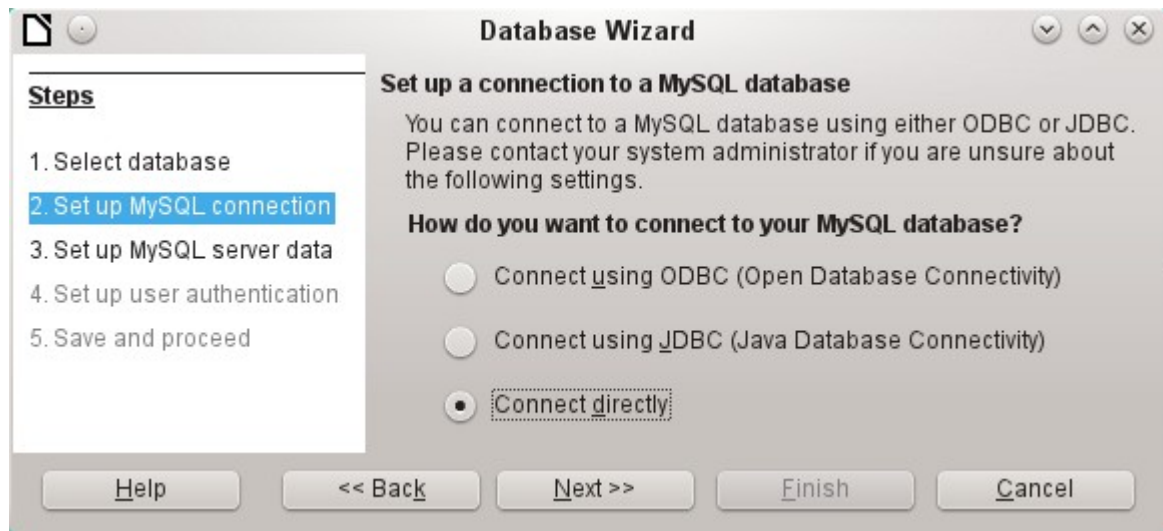 Database Wizard
Steps
1. Select database
2. Set up MySQL connection
3. Set up MySQL server data
4. Set up user authentication
5. Save and proceed
Set up a connection to a MySQL database
You can connect to a MySQL database using either ODBC or JDBC.
Please contact your system administrator if you are unsure about
the following settings.
How do you want to connect to your MySQL database?
Connect using ODBC (Open Database Connectivity)
Connect using JDBC (Java Database Connectivity)
Connect directly
Help
<< Back
Next >>
Finish
Cancel